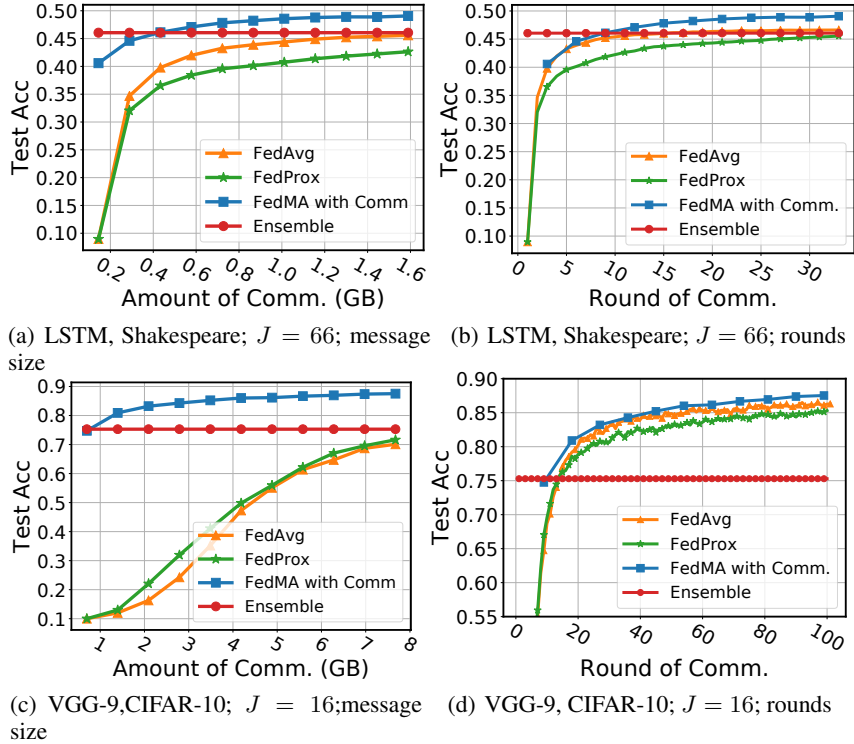 0.50
0.45
0.40
0.35
0.30
0.25
0.20
0.15
0.10
Test Acc
FedAvg
FedProx
FedMA with Comm
Ensemble
0.2 0.4 0.6 0.8 1.0 1.2 1.4 1.6
Amount of Comm. (GB)
(a) LSTM, Shakespeare; J = 66; message
size
0.50
0.45
0.40
0.35
0.30
0.25
0.20
0.15
0.10
Test Acc
FedAvg
FedProx
FedMA with Comm.
Ensemble
0 5 10 15 20 25 30
Round of Comm.
(b) LSTM, Shakespeare; J = 66; rounds
0.9
0.8
0.7
0.6
0.5
0.4
0.3
0.2
0.1
Test Acc
FedAvg
FedProx
FedMA with Comm
Ensemble
1 2 3 4 5 6 7 8
Amount of Comm. (GB)
(c) VGG-9,CIFAR-10; J = 16;message
size
0.90
0.85
0.80
0.75
0.70
0.65
0.60
0.55
Test Acc
FedAvg
FedProx
FedMA with Comm.
Ensemble
0 20 40 60 80 100
Round of Comm.
(d) VGG-9, CIFAR-10; J = 16; rounds